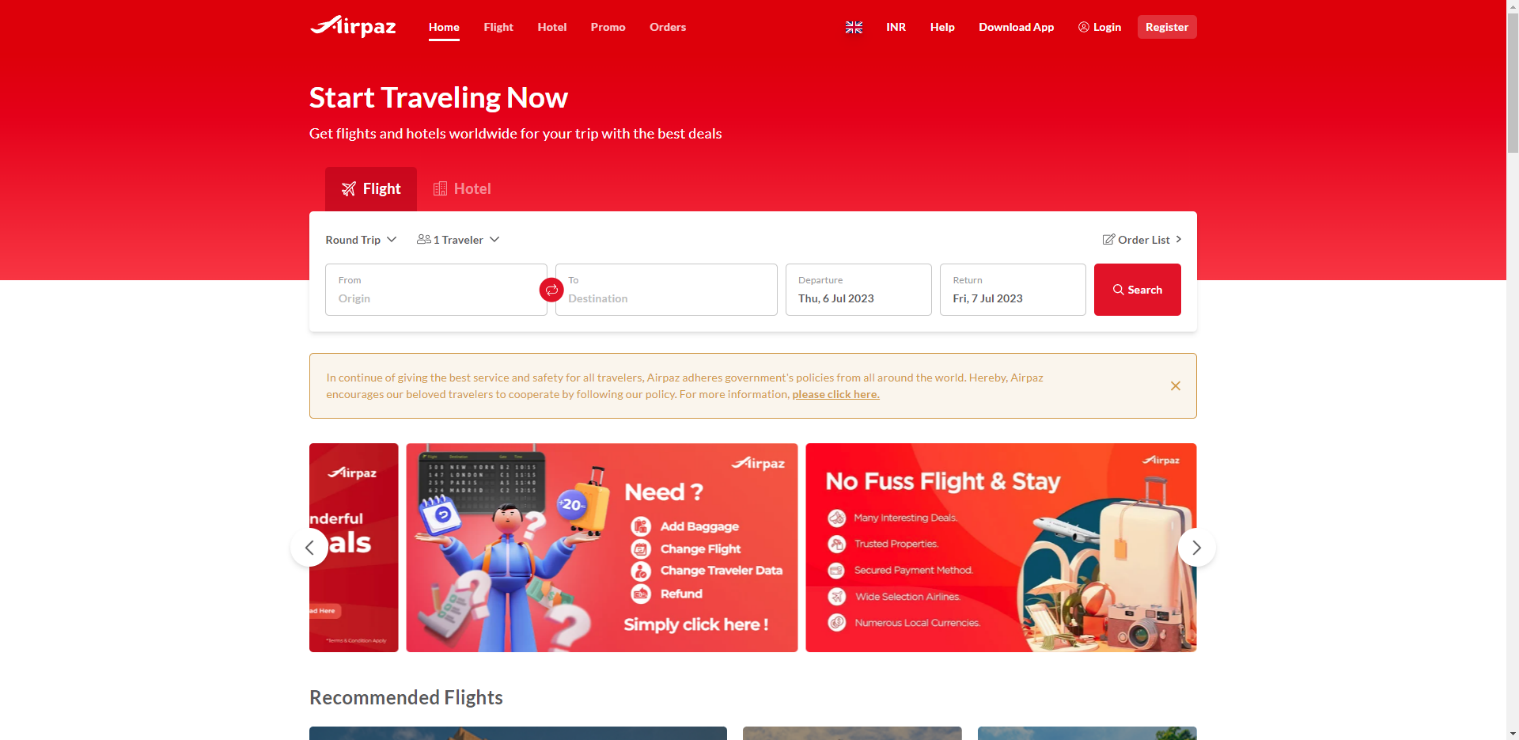 Airpaz
Home Flight Hotel Promo Orders INR Help Download App Login Register
Start Traveling Now
Get flights and hotels worldwide for your trip with the best deals
Flight Hotel
Round Trip 1 Traveler Order List
From To Departure Return
Origin Destination Thu, 6 Jul 2023 Fri, 7 Jul 2023 Search
In continue of giving the best service and safety for all travelers, Airpaz adheres government's policies from all around the world. Hereby, Airpaz
encourages our beloved travelers to cooperate by following our policy. For more information, please click here.
Airpaz
nderful
als
ad Here
*Terms & Condition Apply
Airpaz
NEW YORK
LONDON
PARIS
MADRID
+20
Need ?
Add Baggage
Change Flight
Change Traveler Data
Refund
Simply click here !
Airpaz
No Fuss Flight & Stay
Many Interesting Deals.
Trusted Properties.
Secured Payment Method.
Wide Selection Airlines.
Numerous Local Currencies.
Recommended Flights